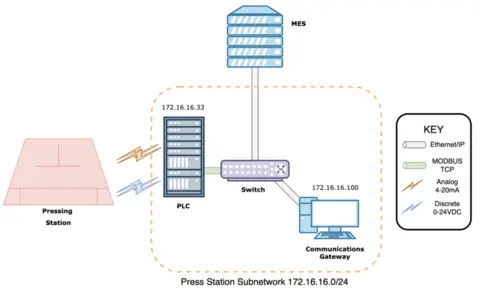 MES
172.16.16.33
KEY
Ethernet/IP
MODBUS
TCP
Analog
4-20mA
Discrete
0-24VDC
172.16.16.100
Switch
PLC
Pressing
Station
Communications
Gateway
Press Station Subnetwork 172.16.16.0/24